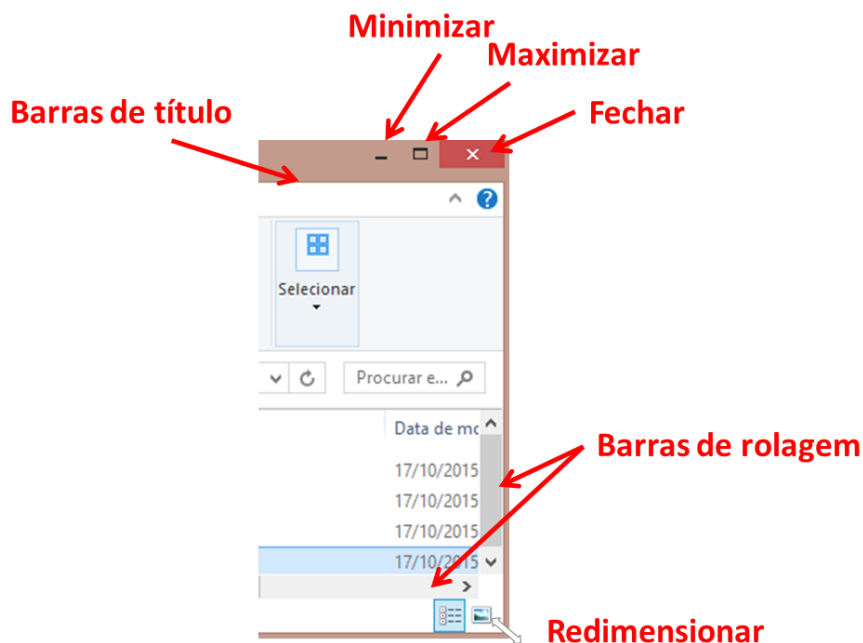 Minimizar
Maximizar
Barras de título
Fechar
Selecionar
Procurar e...
Data de mc
17/10/2015
17/10/2015
17/10/2015
17/10/2015
Barras de rolagem
Redimensionar